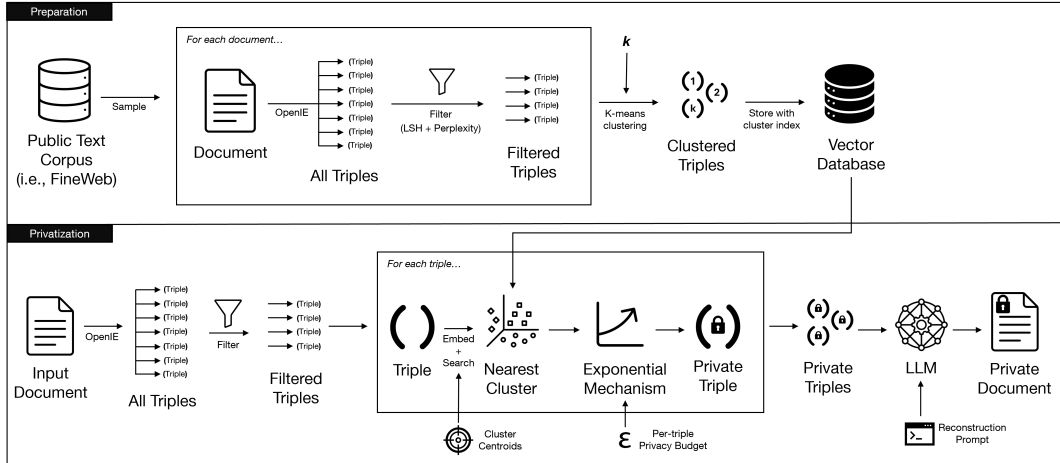 Preparation
For each document...
Public Text
Corpus
(i.e., FineWeb)
Sample
Document
OpenIE
(Triple)
(Triple)
(Triple)
(Triple)
(Triple)
(Triple)
(Triple)
All Triples
Filter
(LSH + Perplexity)
(Triple)
(Triple)
(Triple)
(Triple)
Filtered
Triples
k
K-means
clustering
(1)
(2)
(k)
Clustered
Triples
Store with
cluster index
Vector
Database
Privatization
Input
Document
OpenIE
(Triple)
(Triple)
(Triple)
(Triple)
(Triple)
(Triple)
(Triple)
All Triples
Filter
(Triple)
(Triple)
(Triple)
(Triple)
Filtered
Triples
For each triple...
( )
Triple
Embed
+
Search
Cluster
Centroids
Nearest
Cluster
Exponential
Mechanism
ε
Per-triple
Privacy Budget
Private
Triple
Private
Triples
LLM
>_
Reconstruction
Prompt
Private
Document